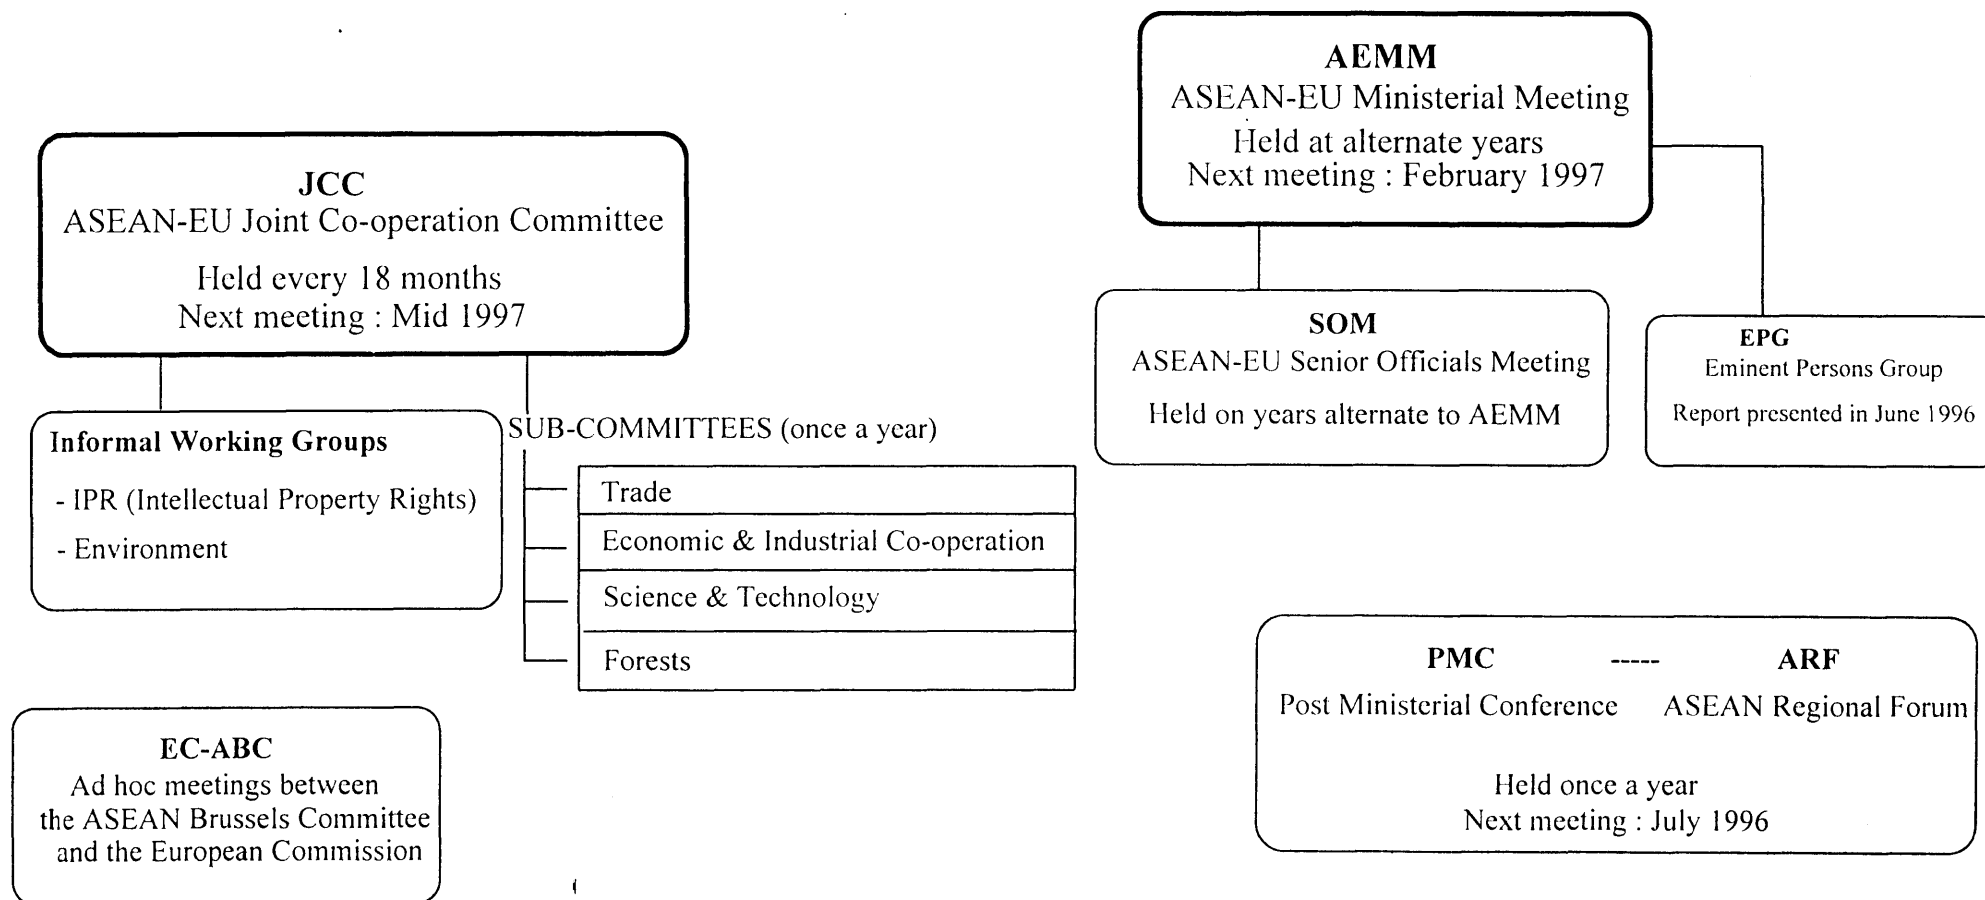 AEMM
ASEAN-EU Ministerial Meeting
Held at alternate years
Next meeting : February 1997
JCC
ASEAN-EU Joint Co-operation Committee
Held every 18 months
Next meeting : Mid 1997
SOM
ASEAN-EU Senior Officials Meeting
Held on years alternate to AEMM
EPG
Eminent Persons Group
Report presented in June 1996
Informal Working Groups
- IPR (Intellectual Property Rights)
- Environment
SUB-COMMITTEES (once a year)
Trade
Economic & Industrial Co-operation
Science & Technology
Forests
PMC ----- ARF
Post Ministerial Conference ASEAN Regional Forum
Held once a year
Next meeting : July 1996
EC-ABC
Ad hoc meetings between
the ASEAN Brussels Committee
and the European Commission